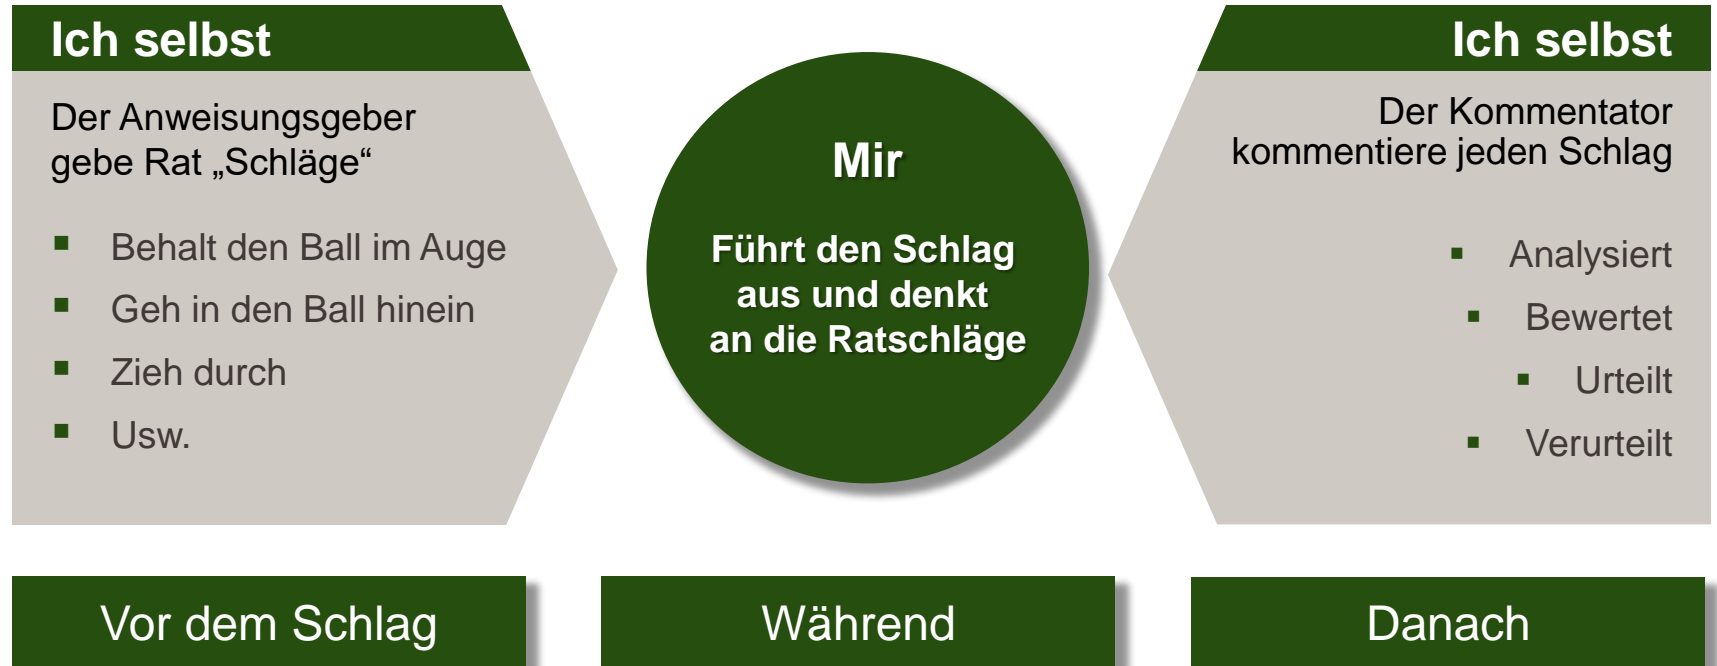 Ich selbst
Der Anweisungsgeber
gebe Rat „Schläge“
▪ Behalt den Ball im Auge
▪ Geh in den Ball hinein
▪ Zieh durch
▪ Usw.
Mir
Führt den Schlag
aus und denkt
an die Ratschläge
Ich selbst
Der Kommentator
kommentiere jeden Schlag
▪ Analysiert
▪ Bewertet
▪ Urteilt
▪ Verurteilt
Vor dem Schlag
Während
Danach